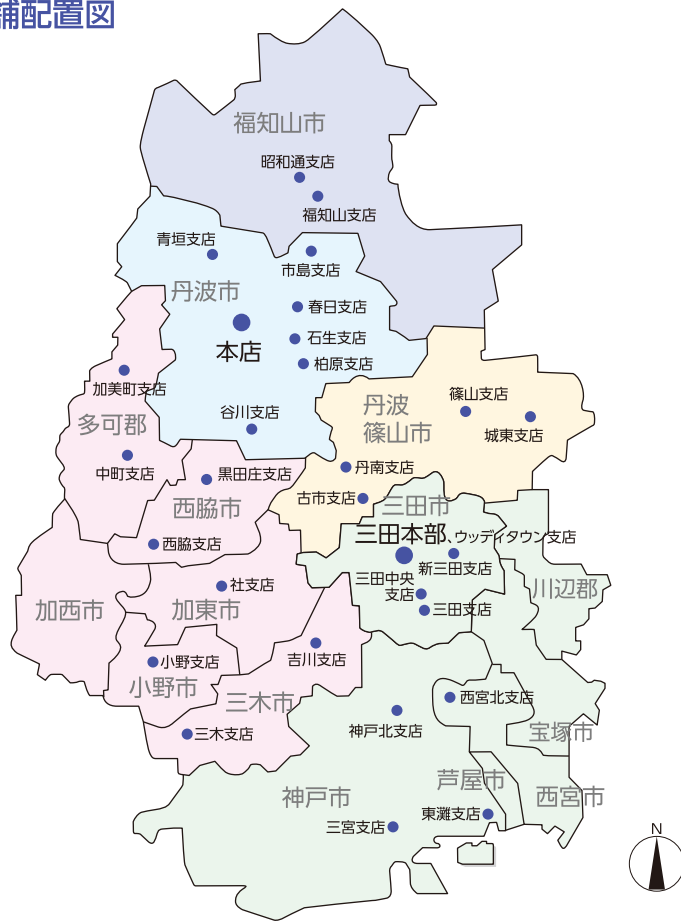 舗配置図
福知山市
昭和通支店
福知山支店
青垣支店
市島支店
丹波市
春日支店
本店
石生支店
柏原支店
加美町支店
谷川支店
多可郡
中町支店
丹波
篠山市
篠山支店
城東支店
丹南支店
古市支店
黒田庄支店
西脇市
西脇支店
三田市
三田本部、ウッディタウン支店
新三田支店
三田中央
支店
三田支店
川辺郡
加西市
社支店
加東市
小野支店
小野市
吉川支店
三木市
三木支店
西宮北支店
神戸北支店
宝塚市
芦屋市
西宮市
神戸市
東灘支店
三宮支店
N